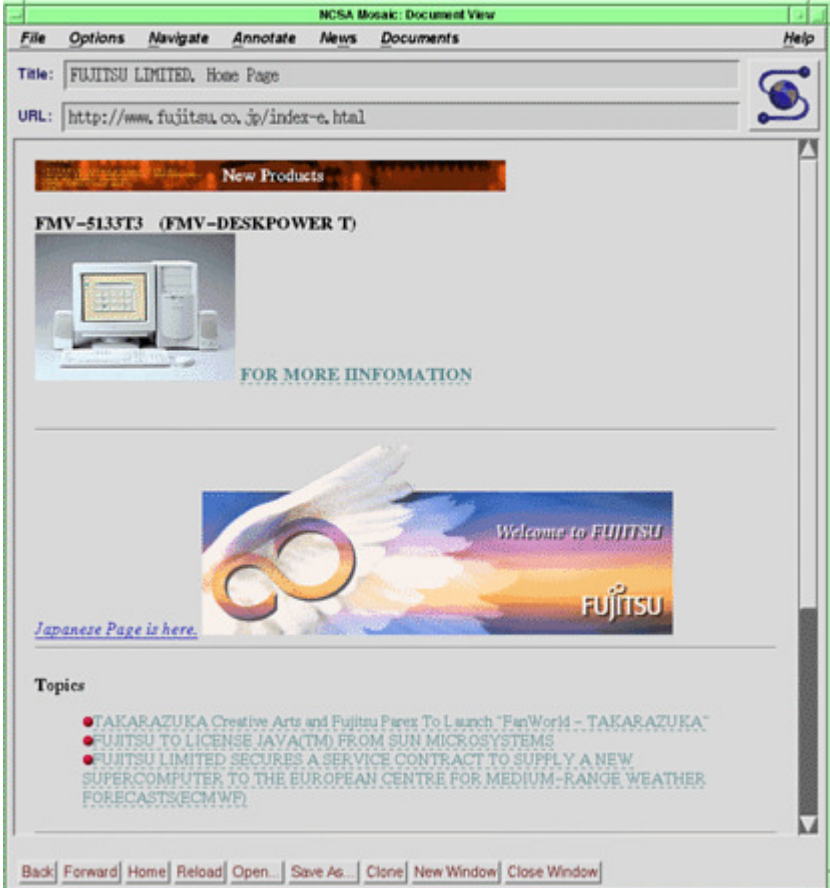 NCSA Mosaic: Document View
File Options Navigate Annotate News Documents Help
Title: FUJITSU LIMITED. Home Page
URL: http://www.fujitsu.co.jp/index-e.html
New Products
FMV-5133T3 (FMV-DESKPOWER T)
FOR MORE IINFOMATION
Welcome to FUJITSU
FUJITSU
Japanese Page is here.
Topics
TAKARAZUKA Creative Arts and Fujitsu Parex To Launch "FanWorld - TAKARAZUKA"
FUJITSU TO LICENSE JAVA(TM) FROM SUN MICROSYSTEMS
FUJITSU LIMITED SECURES A SERVICE CONTRACT TO SUPPLY A NEW
SUPERCOMPUTER TO THE EUROPEAN CENTRE FOR MEDIUM-RANGE WEATHER
FORECASTS(ECMWF)
Back Forward Home Reload Open... Save As... Clone New Window Close Window